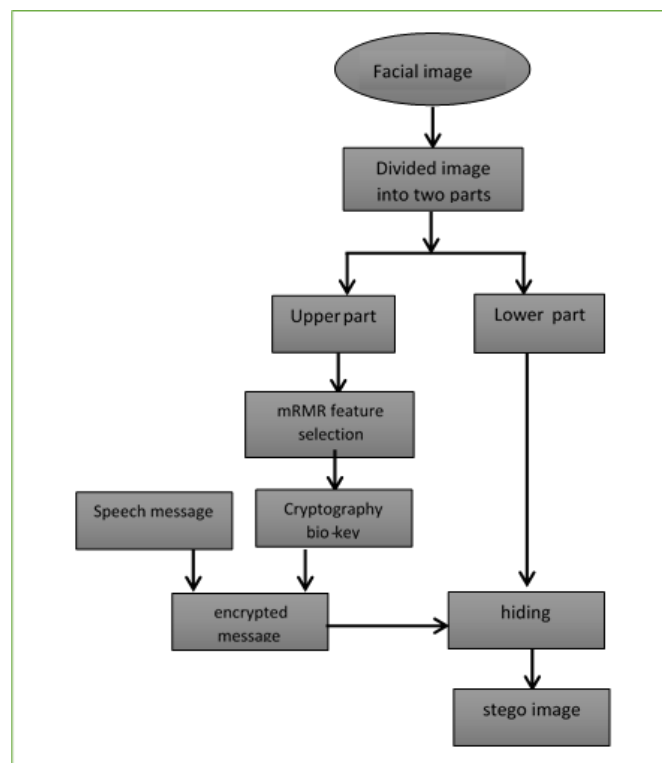 Facial image
Divided image
into two parts
Upper part
Lower part
mRMR feature
selection
Speech message
Cryptography
bio-key
encrypted
message
hiding
stego image